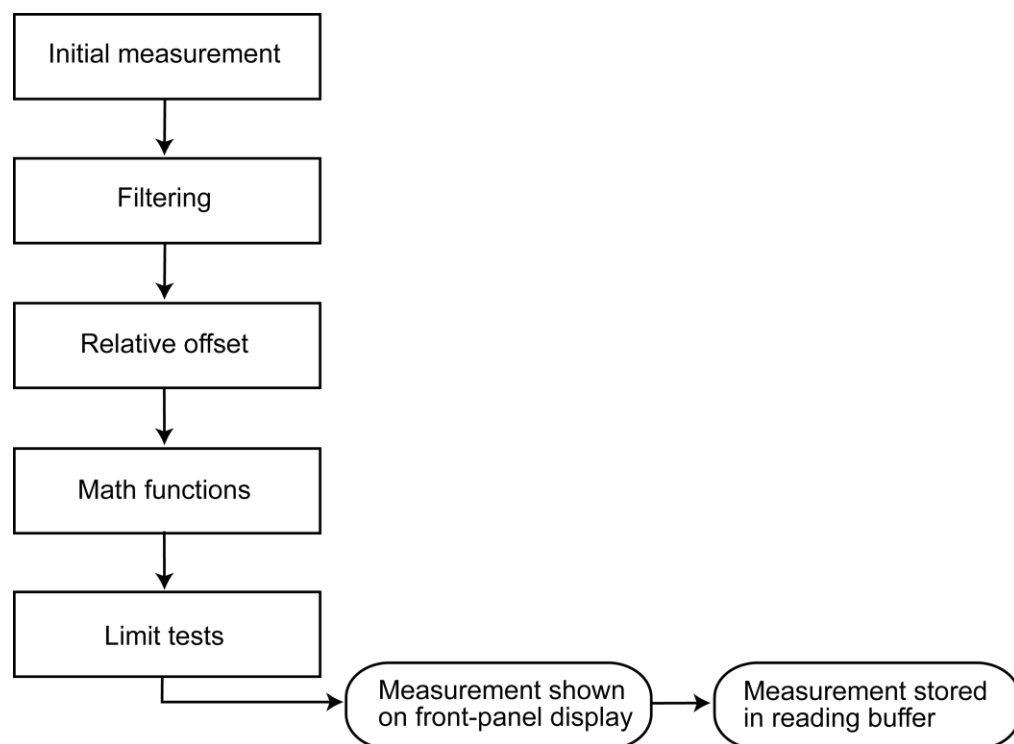 Initial measurement
Filtering
Relative offset
Math functions
Limit tests
Measurement shown
on front-panel display
Measurement stored
in reading buffer